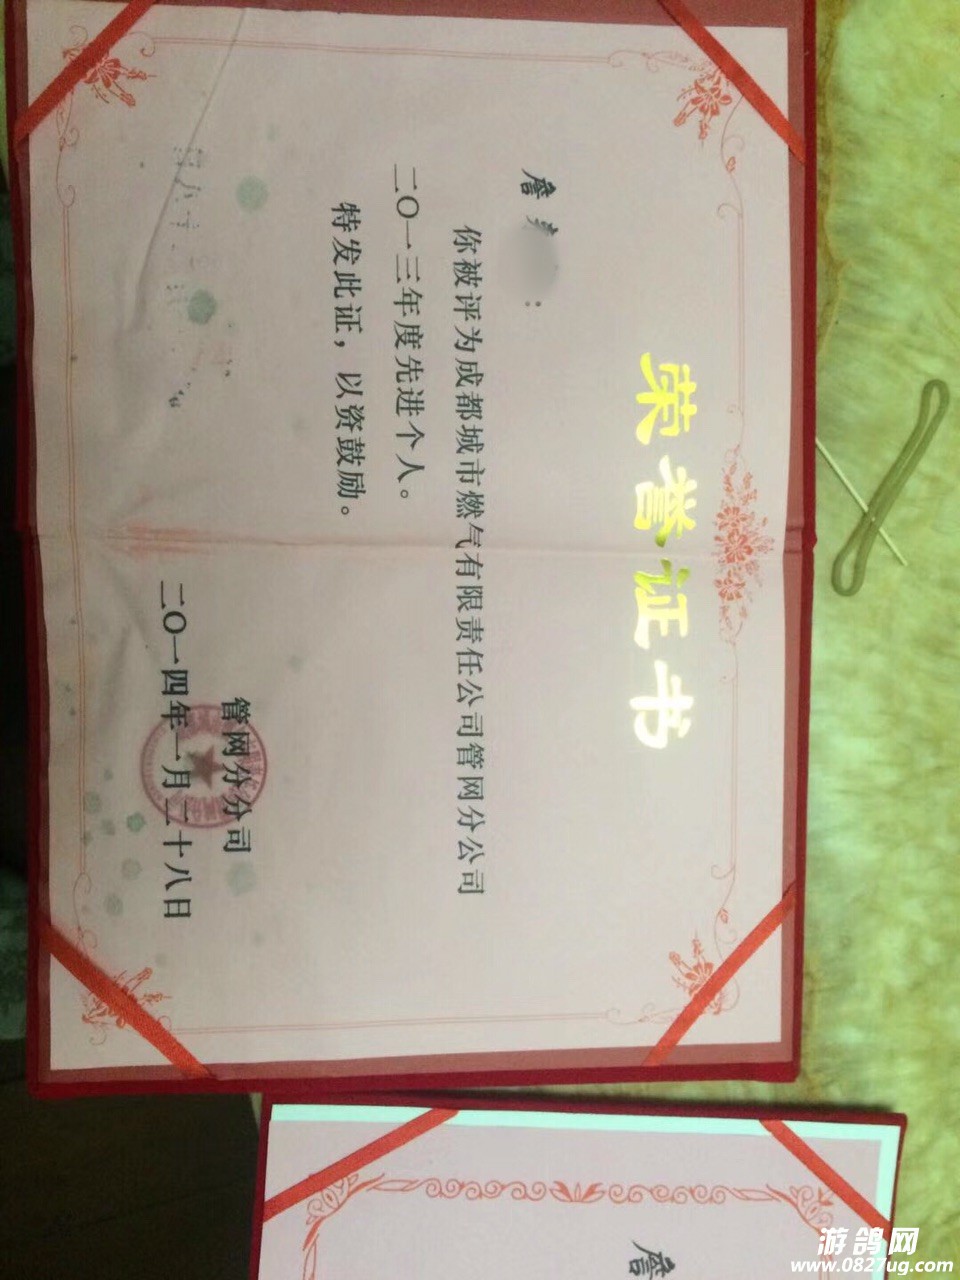 荣誉证书
詹
:
你被评为成都城市燃气有限责任公司管网分公司
二〇一三年度先进个人。
特发此证，以资鼓励。
管网分公司
二〇一四年一月二十八日
詹
游鸽网
www.0827ug.com